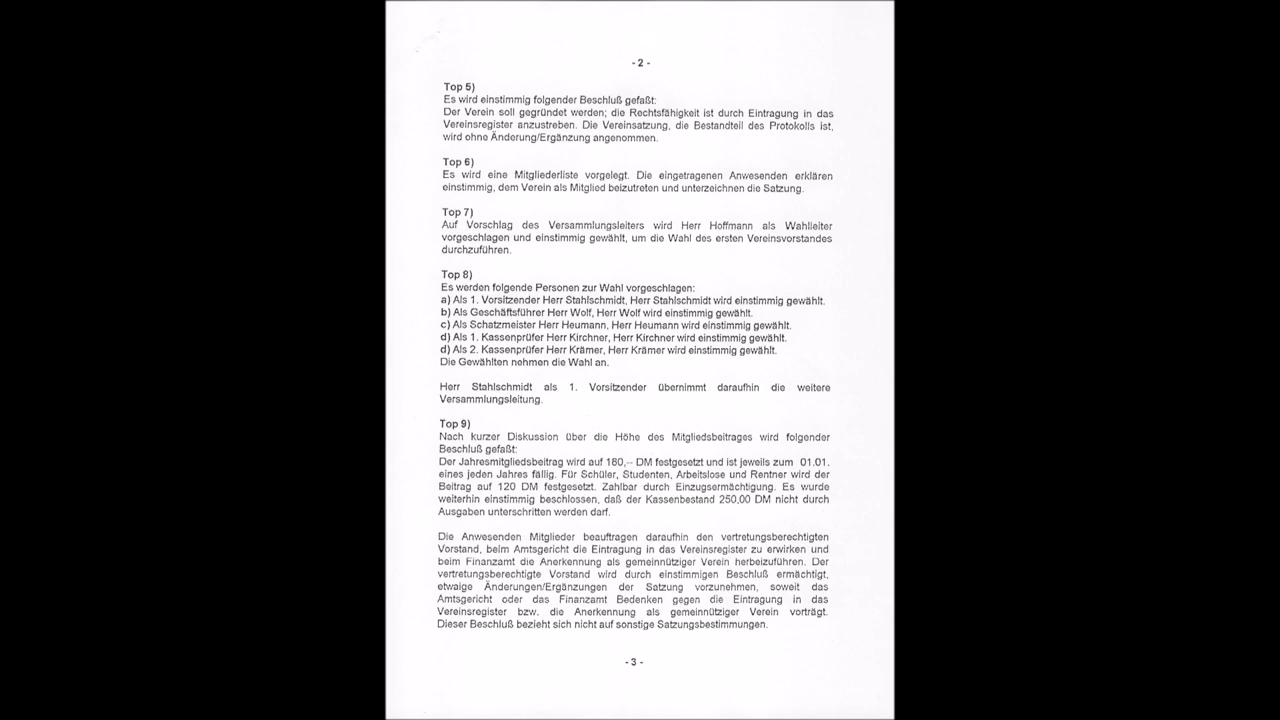 - 2 -
Top 5)
Es wird einstimmig folgender Beschluß gefaßt:
Der Verein soll gegründet werden; die Rechtsfähigkeit ist durch Eintragung in das
Vereinsregister anzustreben. Die Vereinsatzung, die Bestandteil des Protokolls ist,
wird ohne Änderung/Ergänzung angenommen.
Top 6)
Es wird eine Mitgliederliste vorgelegt. Die eingetragenen Anwesenden erklären
einstimmig, dem Verein als Mitglied beizutreten und unterzeichnen die Satzung.
Top 7)
Auf Vorschlag des Versammlungsleiters wird Herr Hoffmann als Wahlleiter
vorgeschlagen und einstimmig gewählt, um die Wahl des ersten Vereinsvorstandes
durchzuführen.
Top 8)
Es werden folgende Personen zur Wahl vorgeschlagen:
a) Als 1. Vorsitzender Herr Stahlschmidt, Herr Stahlschmidt wird einstimmig gewählt.
b) Als Geschäftsführer Herr Wolf, Herr Wolf wird einstimmig gewählt.
c) Als Schatzmeister Herr Heumann, Herr Heumann wird einstimmig gewählt.
d) Als 1. Kassenprüfer Herr Kirchner, Herr Kirchner wird einstimmig gewählt.
d) Als 2. Kassenprüfer Herr Krämer, Herr Krämer wird einstimmig gewählt.
Die Gewählten nehmen die Wahl an.
Herr Stahlschmidt als 1. Vorsitzender übernimmt daraufhin die weitere
Versammlungsleitung.
Top 9)
Nach kurzer Diskussion über die Höhe des Mitgliedsbeitrages wird folgender
Beschluß gefaßt:
Der Jahresmitgliedsbeitrag wird auf 180,-- DM festgesetzt und ist jeweils zum 01.01.
eines jeden Jahres fällig. Für Schüler, Studenten, Arbeitslose und Rentner wird der
Beitrag auf 120 DM festgesetzt. Zahlbar durch Einzugsermächtigung. Es wurde
weiterhin einstimmig beschlossen, daß der Kassenbestand 250,00 DM nicht durch
Ausgaben unterschritten werden darf.
Die Anwesenden Mitglieder beauftragen daraufhin den vertretungsberechtigten
Vorstand, beim Amtsgericht die Eintragung in das Vereinsregister zu erwirken und
beim Finanzamt die Anerkennung als gemeinnütziger Verein herbeizuführen. Der
vertretungsberechtigte Vorstand wird durch einstimmigen Beschluß ermächtigt,
etwaige Änderungen/Ergänzungen der Satzung vorzunehmen, soweit das
Amtsgericht oder das Finanzamt Bedenken gegen die Eintragung in das
Vereinsregister bzw. die Anerkennung als gemeinnütziger Verein vorträgt.
Dieser Beschluß bezieht sich nicht auf sonstige Satzungsbestimmungen.
- 3 -